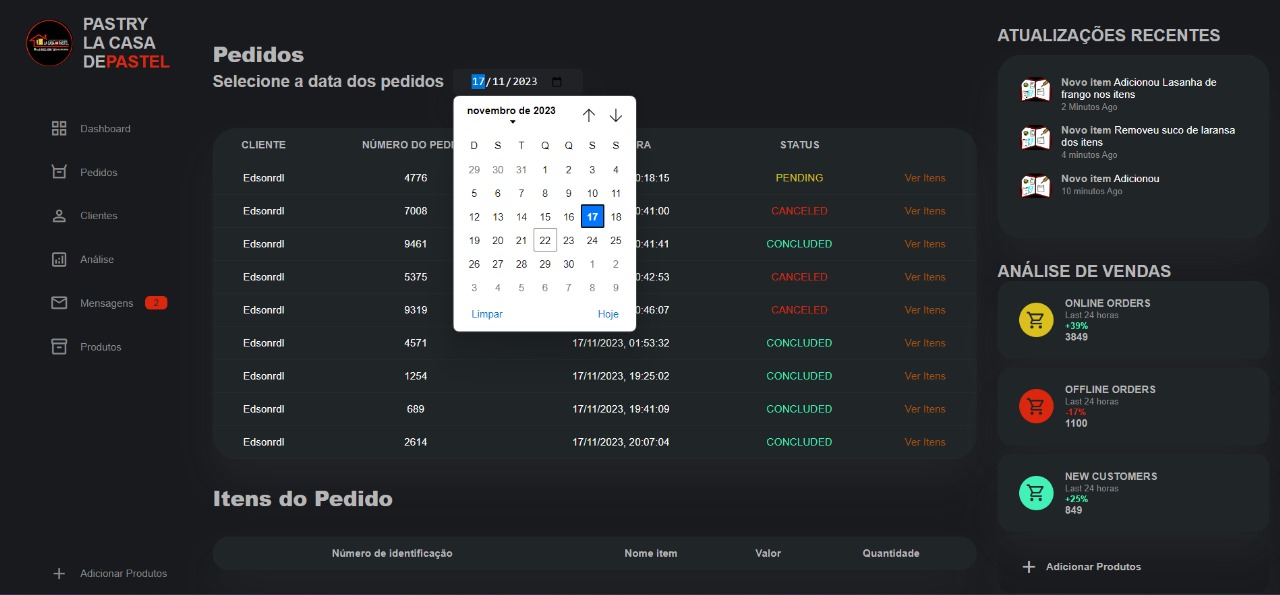 PASTRY
LA CASA
DEPASTEL
Dashboard
Pedidos
Clientes
Análise
Mensagens 2
Produtos
Adicionar Produtos
Pedidos
Selecione a data dos pedidos 17/11/2023
novembro de 2023
D S T Q Q S S
29 30 31 1 2 3 4
5 6 7 8 9 10 11
12 13 14 15 16 17 18
19 20 21 22 23 24 25
26 27 28 29 30 1 2
3 4 5 6 7 8 9
Limpar Hoje
CLIENTE NÚMERO DO PEDI RA STATUS
Edsonrdl 4776 0:18:15 PENDING Ver Itens
Edsonrdl 7008 0:41:00 CANCELED Ver Itens
Edsonrdl 9461 0:41:41 CONCLUDED Ver Itens
Edsonrdl 5375 0:42:53 CANCELED Ver Itens
Edsonrdl 9319 0:46:07 CANCELED Ver Itens
Edsonrdl 4571 17/11/2023, 01:53:32 CONCLUDED Ver Itens
Edsonrdl 1254 17/11/2023, 19:25:02 CONCLUDED Ver Itens
Edsonrdl 689 17/11/2023, 19:41:09 CONCLUDED Ver Itens
Edsonrdl 2614 17/11/2023, 20:07:04 CONCLUDED Ver Itens
Itens do Pedido
Número de identificação Nome item Valor Quantidade
ATUALIZAÇÕES RECENTES
Novo item Adicionou Lasanha de
frango nos itens
2 Minutos Ago
Novo item Removeu suco de laransa
dos itens
4 minutos Ago
Novo item Adicionou
10 minutos Ago
ANÁLISE DE VENDAS
ONLINE ORDERS
Last 24 horas
+39%
3849
OFFLINE ORDERS
Last 24 horas
-17%
1100
NEW CUSTOMERS
Last 24 horas
+25%
849
Adicionar Produtos